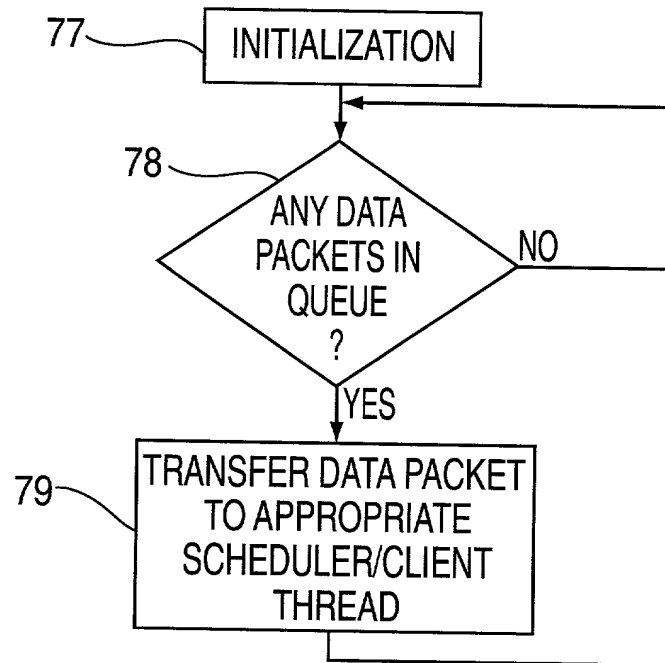 77
INITIALIZATION
78
ANY DATA
PACKETS IN
QUEUE
?
NO
YES
79
TRANSFER DATA PACKET
TO APPROPRIATE
SCHEDULER/CLIENT
THREAD